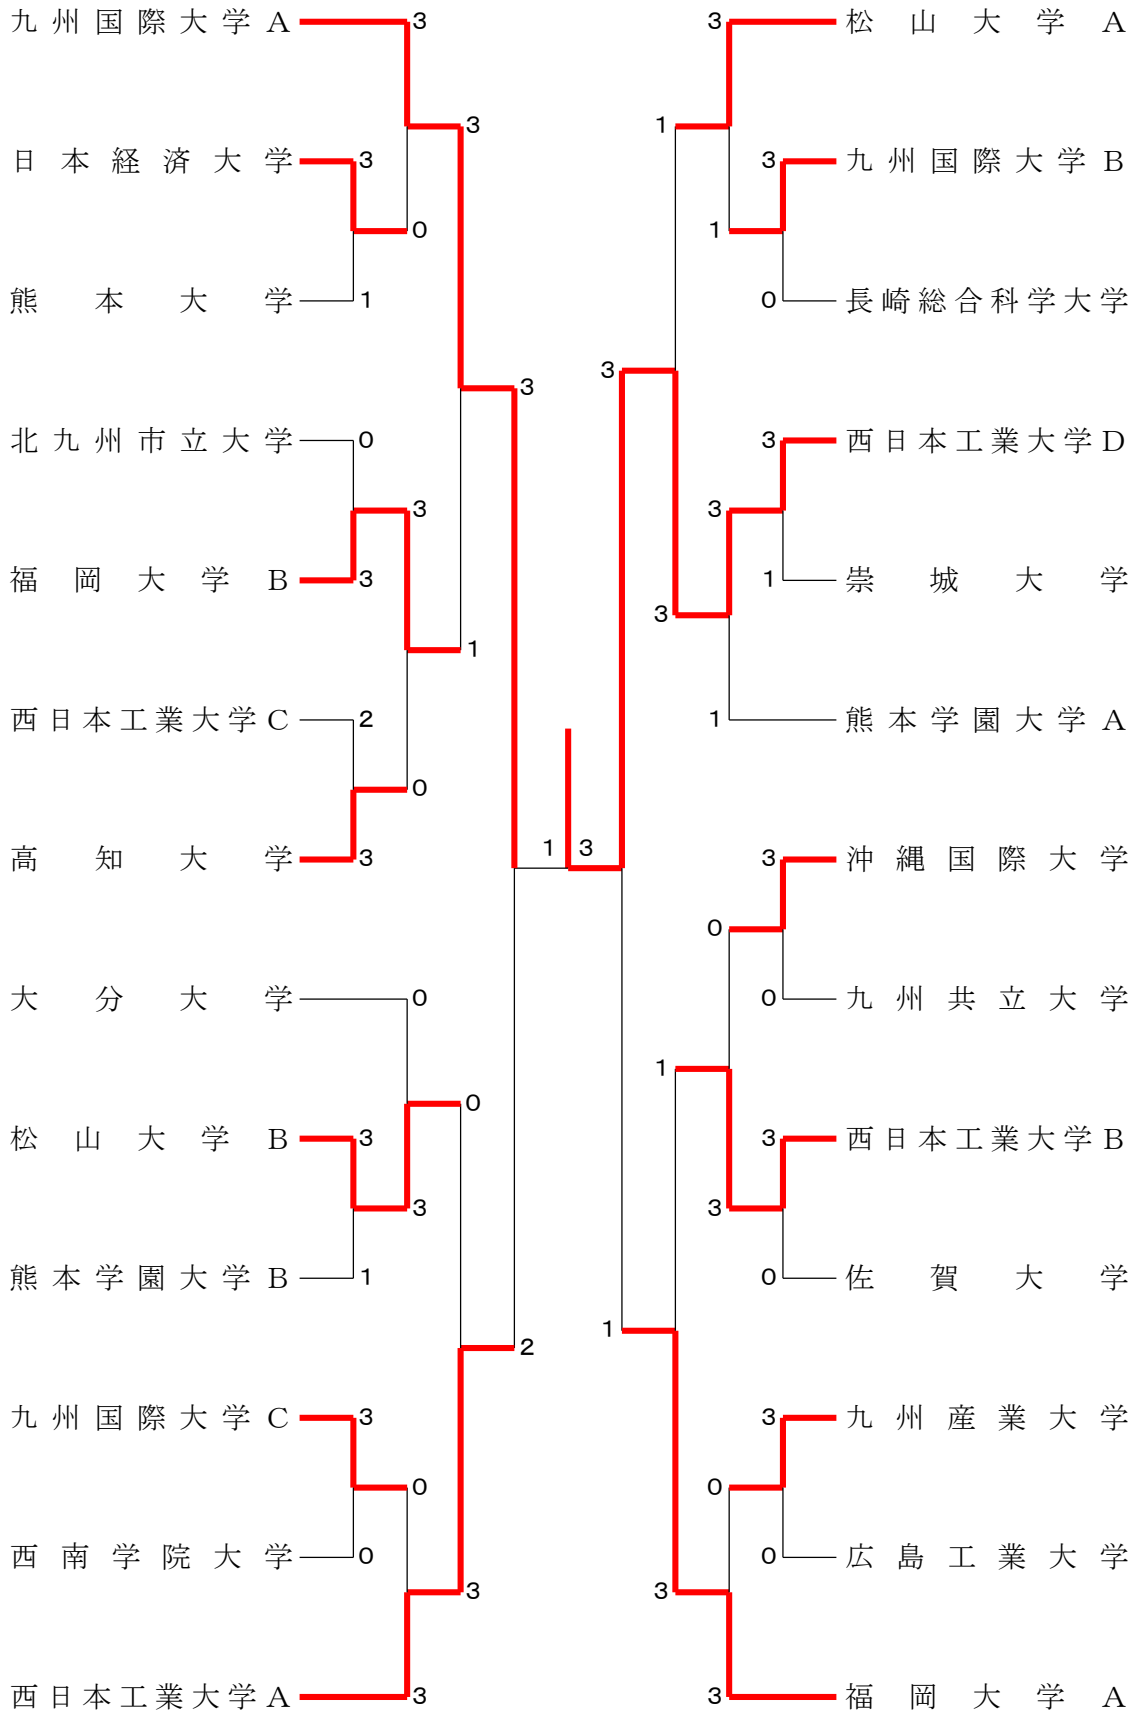 九州国際大学A 3 3 松山大学A
3 1
日本経済大学 3 3 九州国際大学B
0 1
熊本大学 1 0 長崎総合科学大学
3 3
北九州市立大学 0 3 西日本工業大学D
3 3
福岡大学B 3 1 崇城大学
1 3
西日本工業大学C 2 1 熊本学園大学A
0
高知大学 3 1 3 3 沖縄国際大学
0
大分大学 0 0 九州共立大学
0 1
松山大学B 3 3 西日本工業大学B
3 3
熊本学園大学B 1 0 佐賀大学
2 1
九州国際大学C 3 3 九州産業大学
0 0
西南学院大学 0 0 広島工業大学
3 3
西日本工業大学A 3 3 福岡大学A